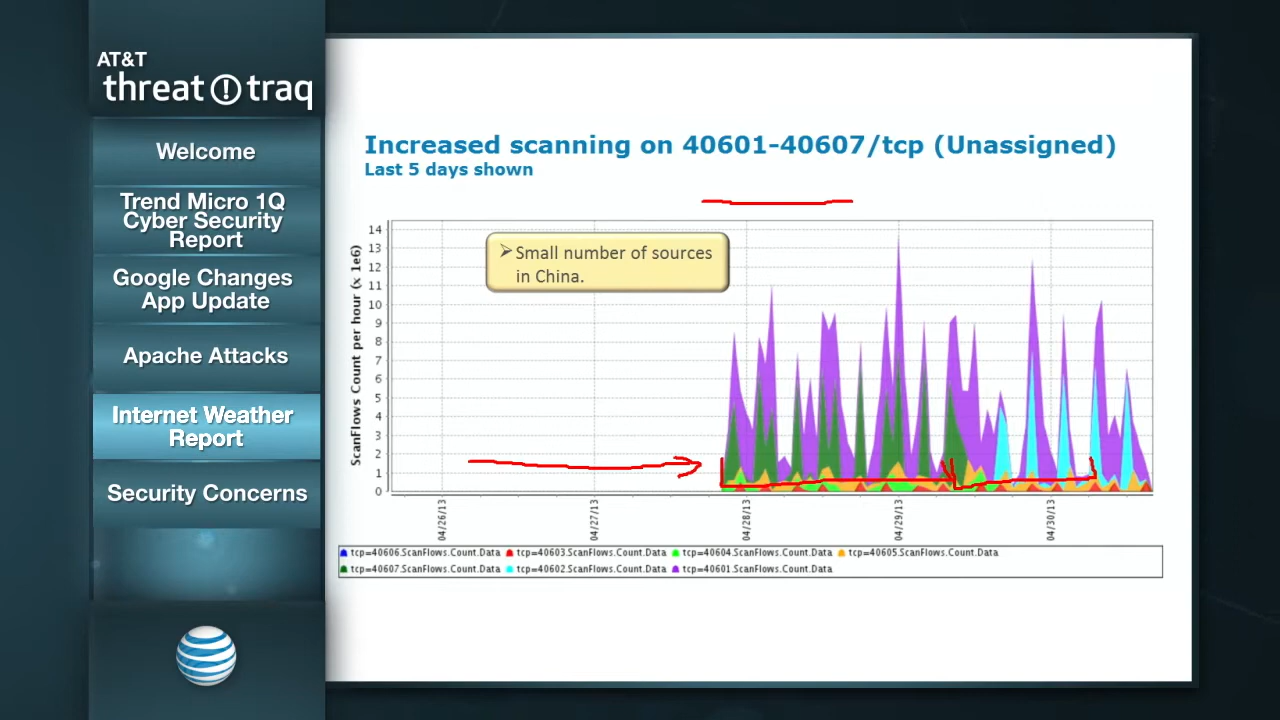 AT&T
threat traq
Welcome
Trend Micro 1Q
Cyber Security
Report
Google Changes
App Update
Apache Attacks
Internet Weather
Report
Security Concerns
Increased scanning on 40601-40607/tcp (Unassigned)
Last 5 days shown
Small number of sources
in China.
ScanFlows Count per hour (x 1e6)
14
13
12
11
10
9
8
7
6
5
4
3
2
1
0
04/26/13
04/27/13
04/28/13
04/29/13
04/30/13
tcp=40606.ScanFlows.Count.Data tcp=40603.ScanFlows.Count.Data tcp=40604.ScanFlows.Count.Data tcp=40605.ScanFlows.Count.Data
tcp=40607.ScanFlows.Count.Data tcp=40602.ScanFlows.Count.Data tcp=40601.ScanFlows.Count.Data